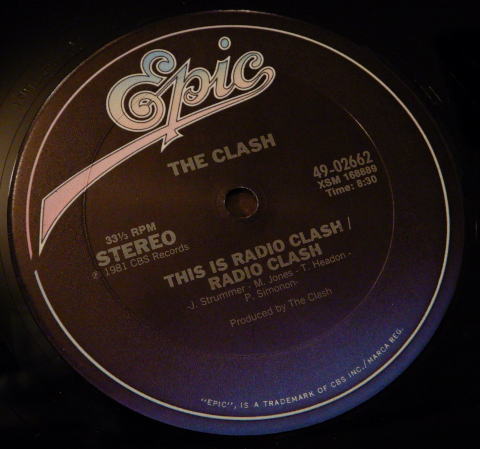 Epic
THE CLASH
49-02662
XSM 168889
Time: 8:30
33⅓ RPM
STEREO
℗ 1981 CBS Records
THIS IS RADIO CLASH /
RADIO CLASH
-J. Strummer - M. Jones - T. Headon -
P. Simonon-
Produced by The Clash
"EPIC", IS A TRADEMARK OF CBS INC./MARCA REG.